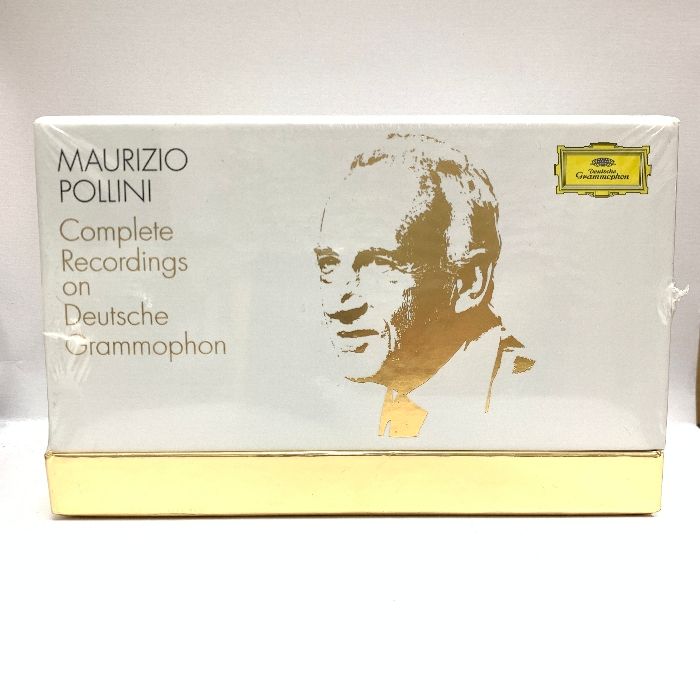 MAURIZIO
POLLINI
Complete
Recordings
on
Deutsche
Grammophon
Deutsche
Grammophon